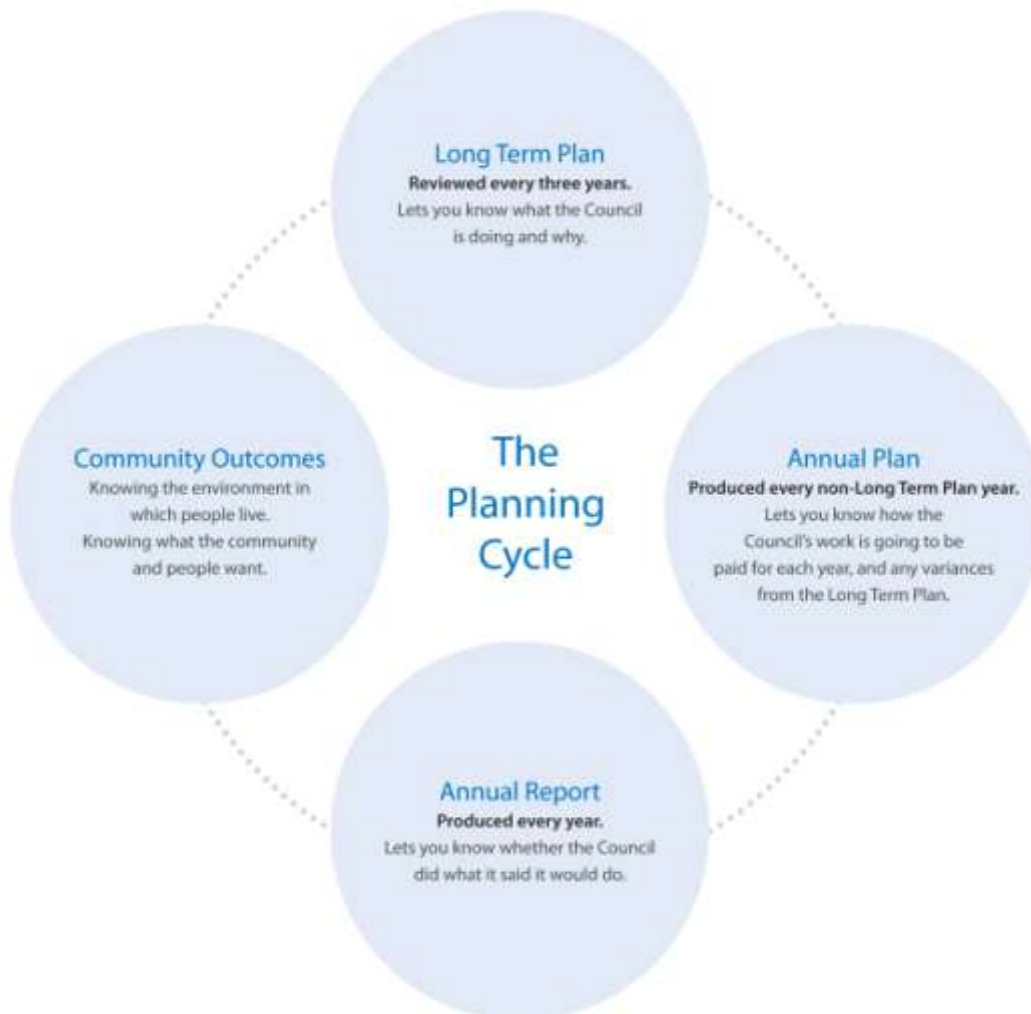 Long Term Plan
Reviewed every three years.
Lets you know what the Council
is doing and why.
Community Outcomes
Knowing the environment in
which people live.
Knowing what the community
and people want.
The
Planning
Cycle
Annual Plan
Produced every non-Long Term Plan year.
Lets you know how the
Council's work is going to be
paid for each year, and any variances
from the Long Term Plan.
Annual Report
Produced every year.
Lets you know whether the Council
did what it said it would do.